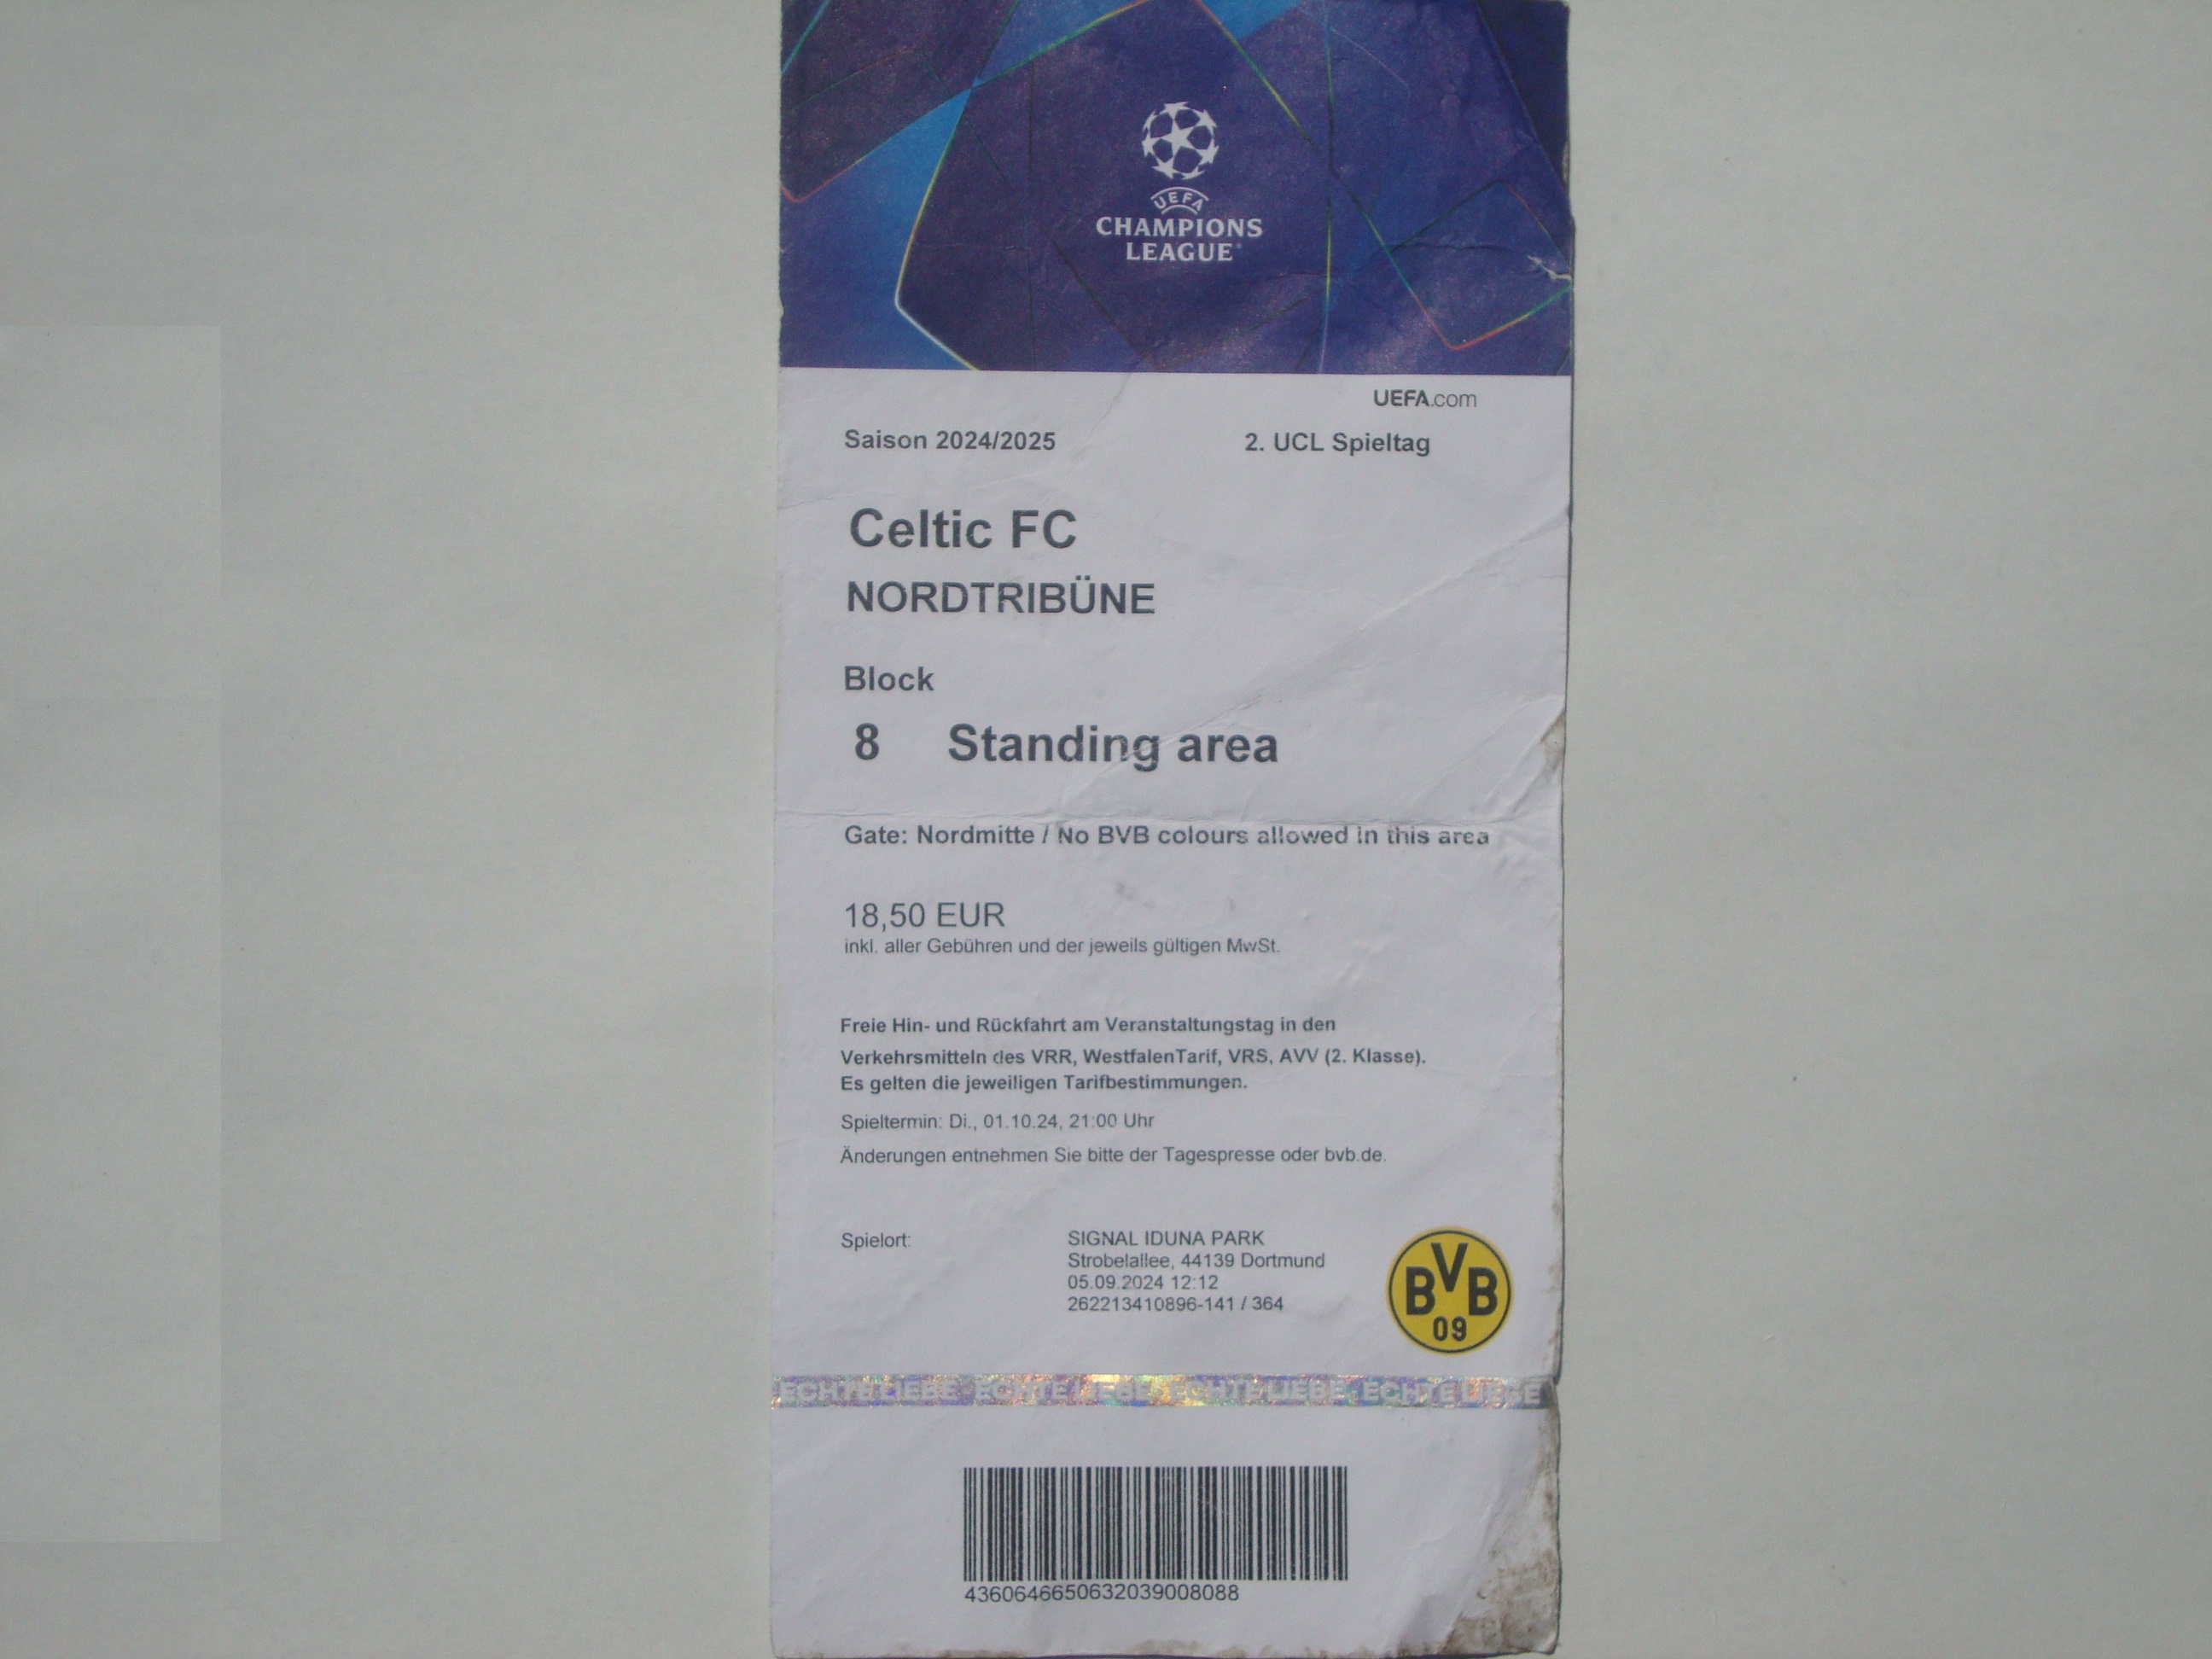 UEFA
CHAMPIONS
LEAGUE®
UEFA.com
Saison 2024/2025 2. UCL Spieltag
Celtic FC
NORDTRIBÜNE
Block
8 Standing area
Gate: Nordmitte / No BVB colours allowed in this area
18,50 EUR
inkl. aller Gebühren und der jeweils gültigen MwSt.
Freie Hin- und Rückfahrt am Veranstaltungstag in den
Verkehrsmitteln des VRR, WestfalenTarif, VRS, AVV (2. Klasse).
Es gelten die jeweiligen Tarifbestimmungen.
Spieltermin: Di., 01.10.24, 21:00 Uhr
Änderungen entnehmen Sie bitte der Tagespresse oder bvb.de.
Spielort: SIGNAL IDUNA PARK
Strobelallee, 44139 Dortmund
05.09.2024 12:12
262213410896-141 / 364
BVB
09
ECHTE LIEBE · ECHTE LIEBE · ECHTE LIEBE · ECHTE LIEBE
4360646650632039008088